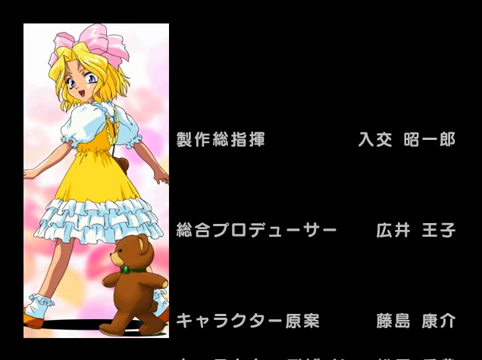 製作総指揮 入交 昭一郎
総合プロデューサー 広井 王子
キャラクター原案 藤島 康介